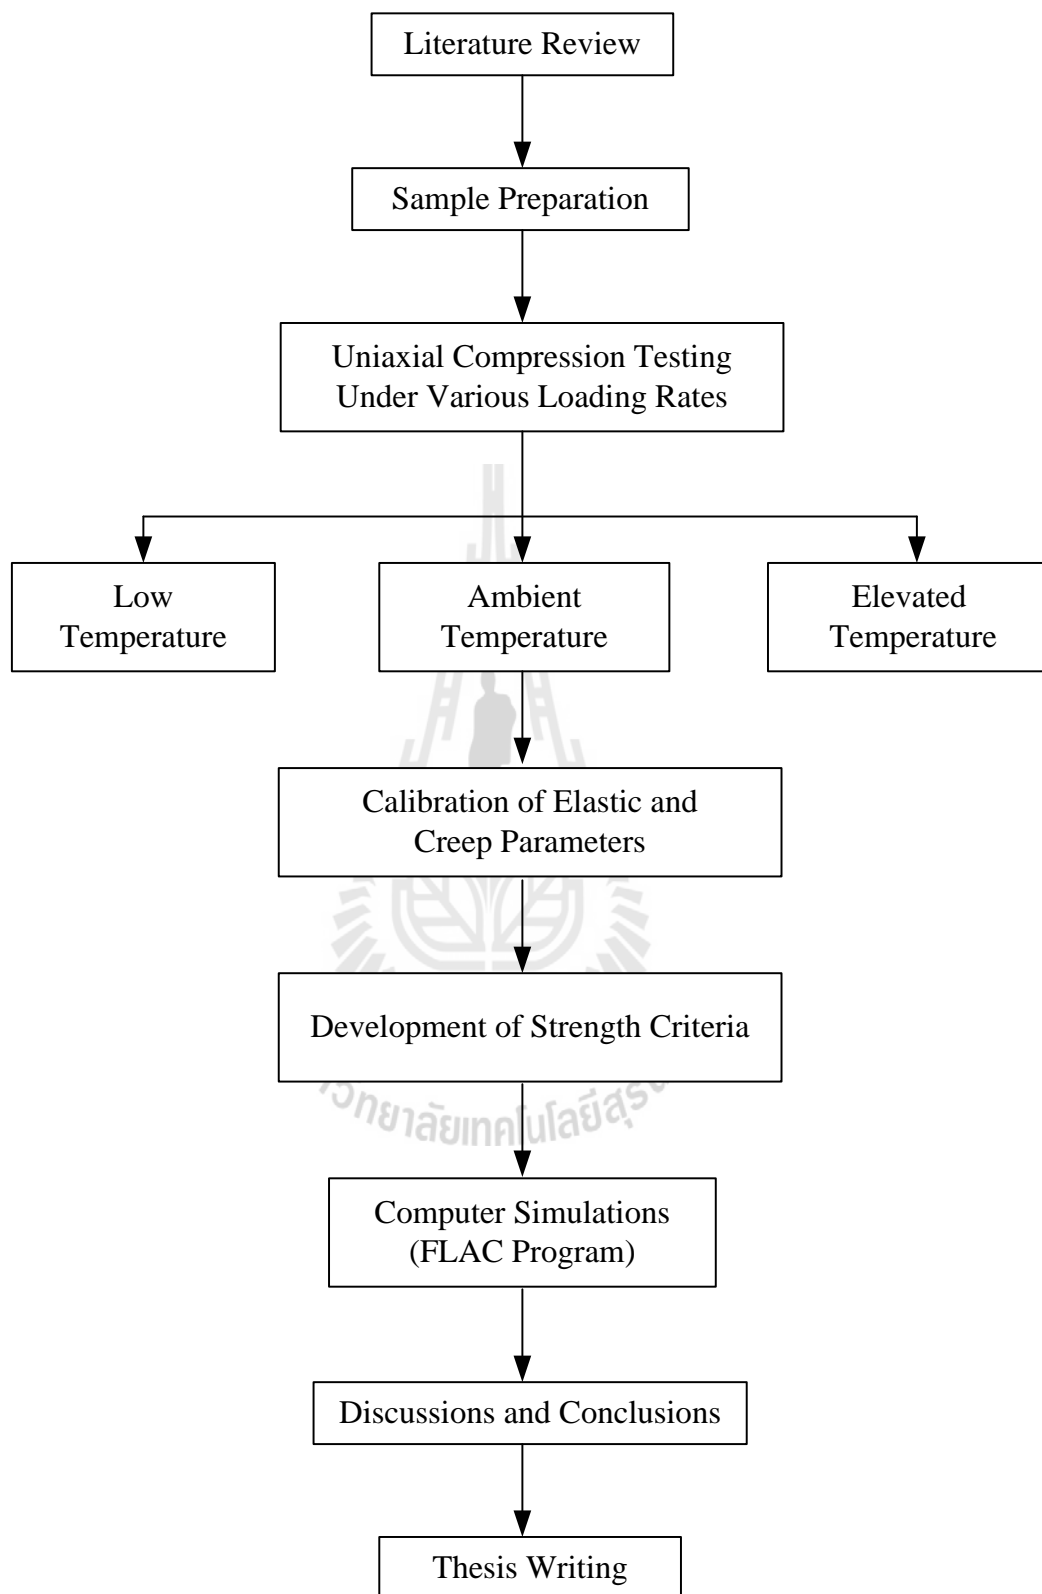 Literature Review
Sample Preparation
Uniaxial Compression Testing
Under Various Loading Rates
Low
Temperature
Ambient
Temperature
Elevated
Temperature
Calibration of Elastic and
Creep Parameters
Development of Strength Criteria
Computer Simulations
(FLAC Program)
Discussions and Conclusions
Thesis Writing